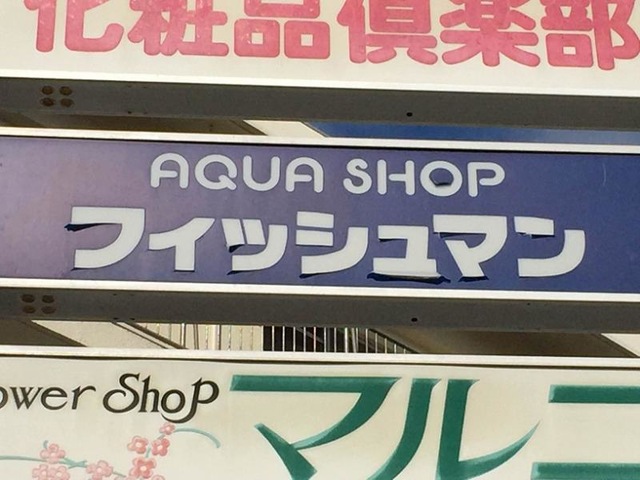 化粧品倶楽部
AQUA SHOP
フィッシュマン
ower Shop
マルコ